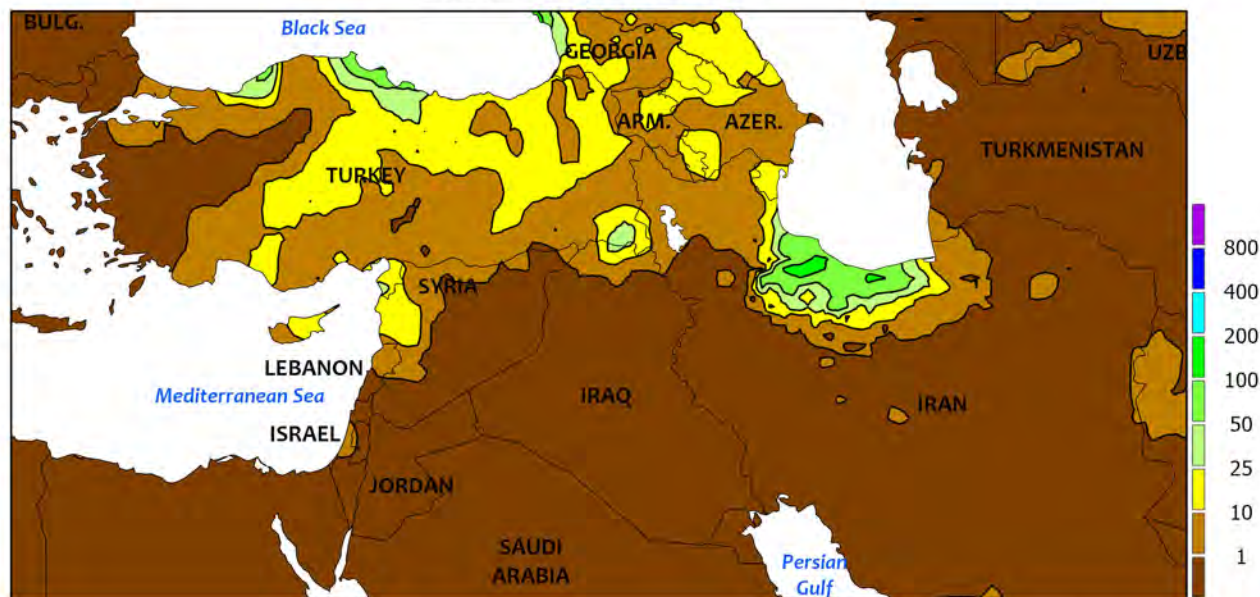 BULG.
Black Sea
GEORGIA
UZB
ARM.
AZER.
TURKMENISTAN
TURKEY
SYRIA
LEBANON
Mediterranean Sea
IRAQ
IRAN
ISRAEL
JORDAN
SAUDI
ARABIA
Persian
Gulf
800
400
200
100
50
25
10
1